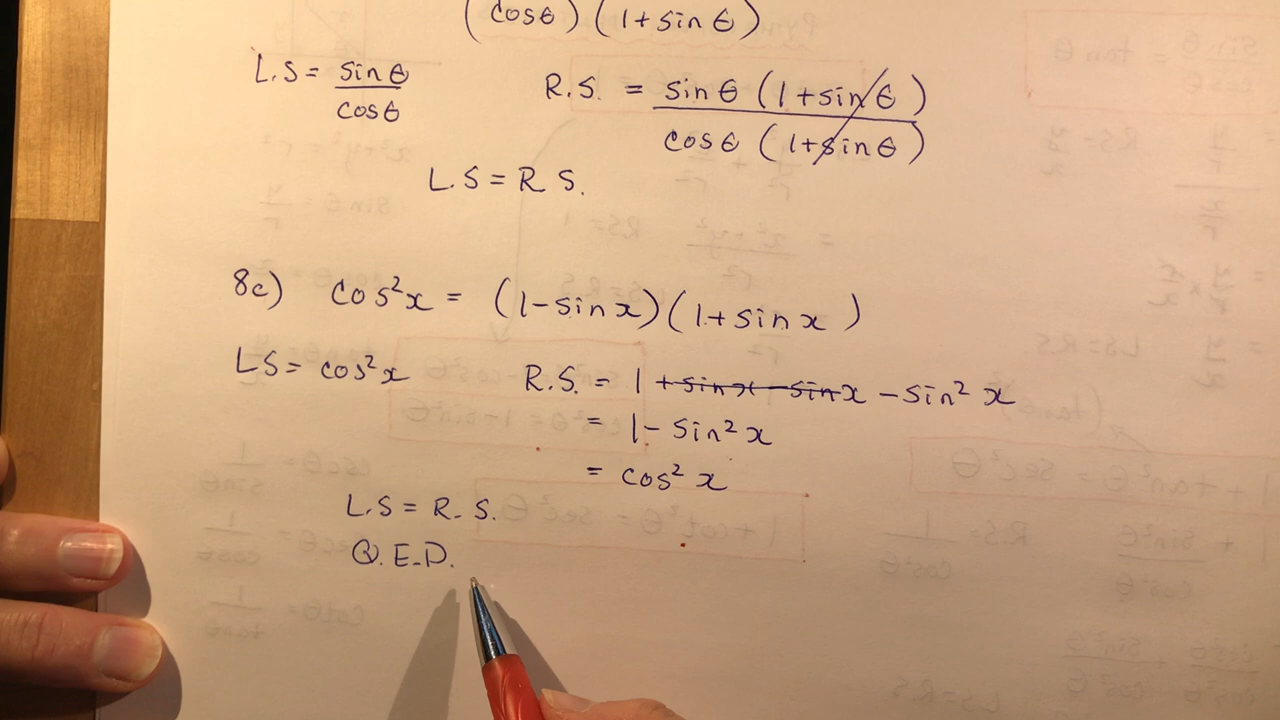 (cosθ)(1+sinθ)
L.S = sinθ/cosθ R.S. = sinθ(1+sinθ)/cosθ(1+sinθ)
L.S = R.S.
8c) cos²x = (1-sinx)(1+sinx)
LS = cos²x R.S. = 1 +sinx-sinx -sin²x
= 1-sin²x
= cos²x
L.S = R.S.
Q.E.D.